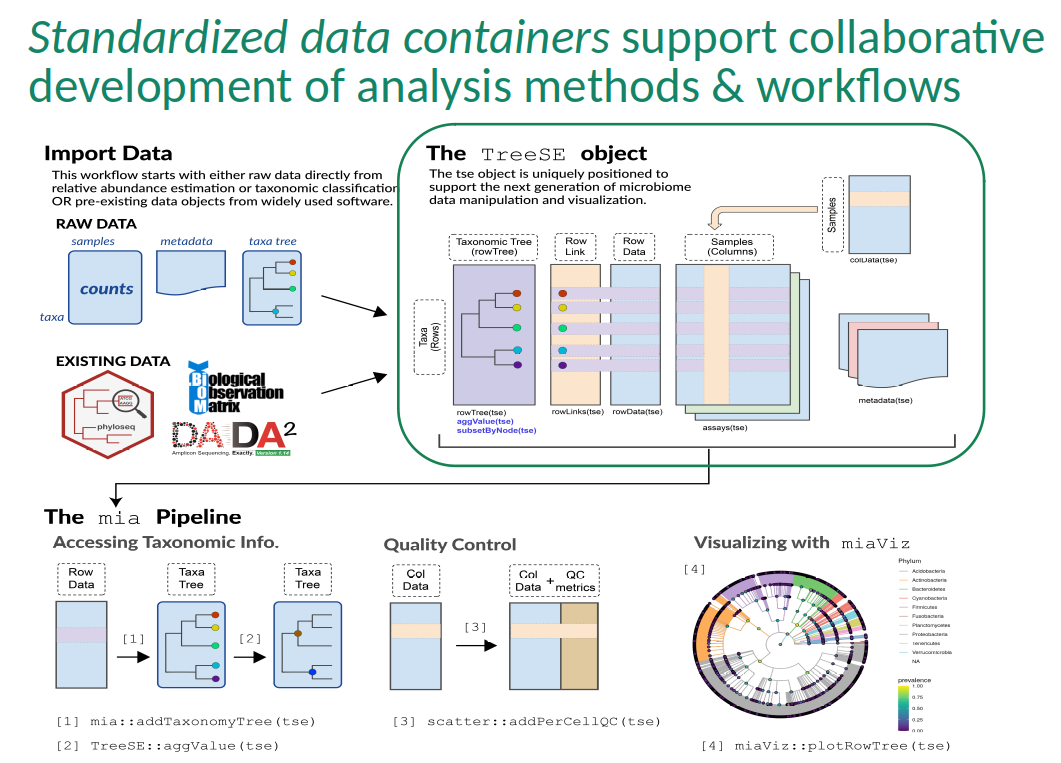 Standardized data containers support collaborative
development of analysis methods & workflows
Import Data
This workflow starts with either raw data directly from
relative abundance estimation or taxonomic classification
OR pre-existing data objects from widely used software.
RAW DATA
samples
metadata
taxa tree
counts
taxa
EXISTING DATA
phyloseq
Biological
Observation
Matrix
DADA2
Amplicon Sequencing. Exactly. Version 1.14
The TreeSE object
The tse object is uniquely positioned to
support the next generation of microbiome
data manipulation and visualization.
Samples
colData(tse)
Taxonomic Tree
(rowTree)
Row
Link
Row
Data
Samples
(Columns)
Taxa
(Rows)
rowTree(tse)
aggValue(tse)
subsetByNode(tse)
rowLinks(tse)
rowData(tse)
assays(tse)
metadata(tse)
The mia Pipeline
Accessing Taxonomic Info.
Row
Data
Taxa
Tree
Taxa
Tree
[1]
[2]
[1] mia::addTaxonomyTree(tse)
[2] TreeSE::aggValue(tse)
Quality Control
Col
Data
Col
Data
+
QC
metrics
[3]
[3] scatter::addPerCellQC(tse)
Visualizing with miaViz
[4]
Phylum
Acidobacteria
Actinobacteria
Bacteroidetes
Cyanobacteria
Firmicutes
Fusobacteria
Planctomycetes
Proteobacteria
Tenericutes
Verrucomicrobia
NA
prevalence
1.00
0.75
0.50
0.25
0.00
[4] miaViz::plotRowTree(tse)